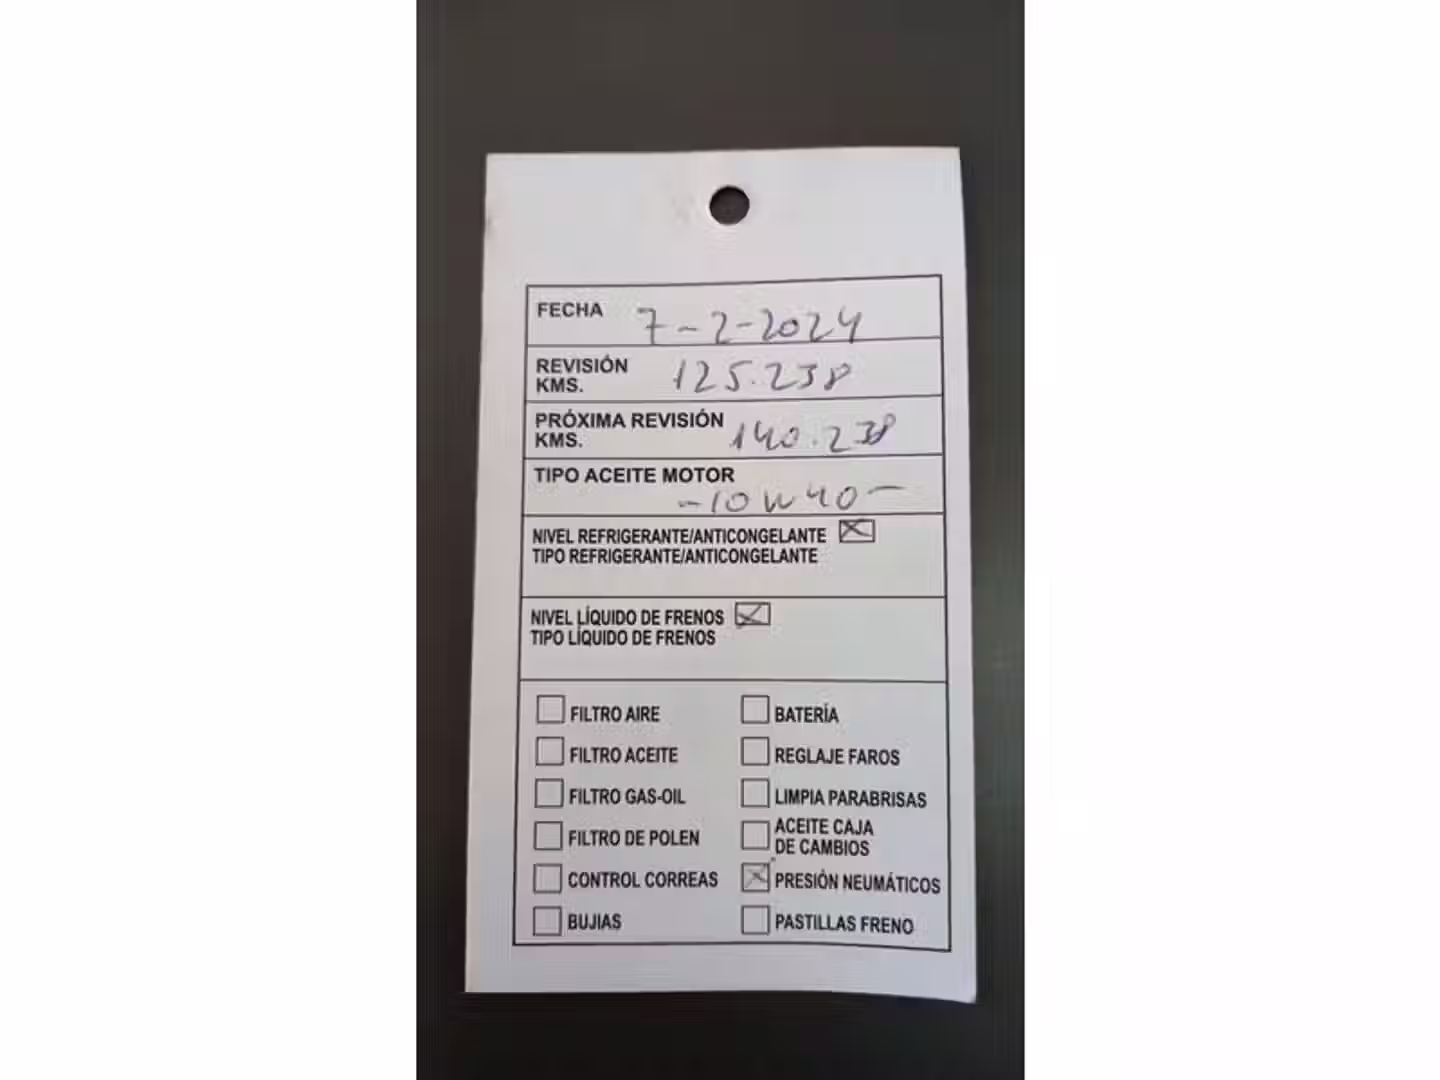 FECHA 7-2-2024
REVISIÓN
KMS. 125.238
PRÓXIMA REVISIÓN
KMS. 140.238
TIPO ACEITE MOTOR
-10W40-
NIVEL REFRIGERANTE/ANTICONGELANTE
TIPO REFRIGERANTE/ANTICONGELANTE
NIVEL LÍQUIDO DE FRENOS
TIPO LÍQUIDO DE FRENOS
FILTRO AIRE
FILTRO ACEITE
FILTRO GAS-OIL
FILTRO DE POLEN
CONTROL CORREAS
BUJIAS
BATERÍA
REGLAJE FAROS
LIMPIA PARABRISAS
ACEITE CAJA
DE CAMBIOS
PRESIÓN NEUMÁTICOS
PASTILLAS FRENO